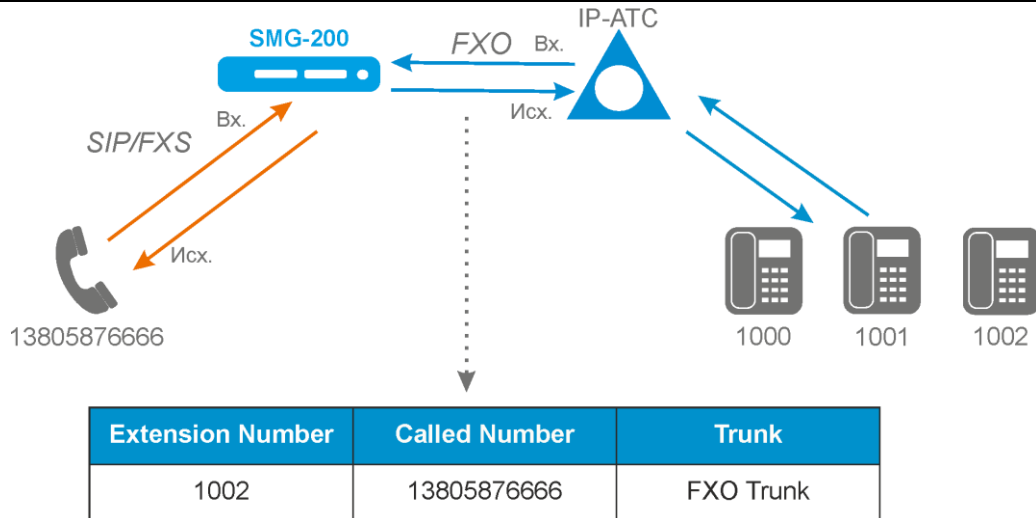 IP-АТС
SMG-200
FXO
Вх.
Исх.
Вх.
SIP/FXS
Исх.
13805876666
1000
1001
1002
Extension Number Called Number Trunk
1002 13805876666 FXO Trunk